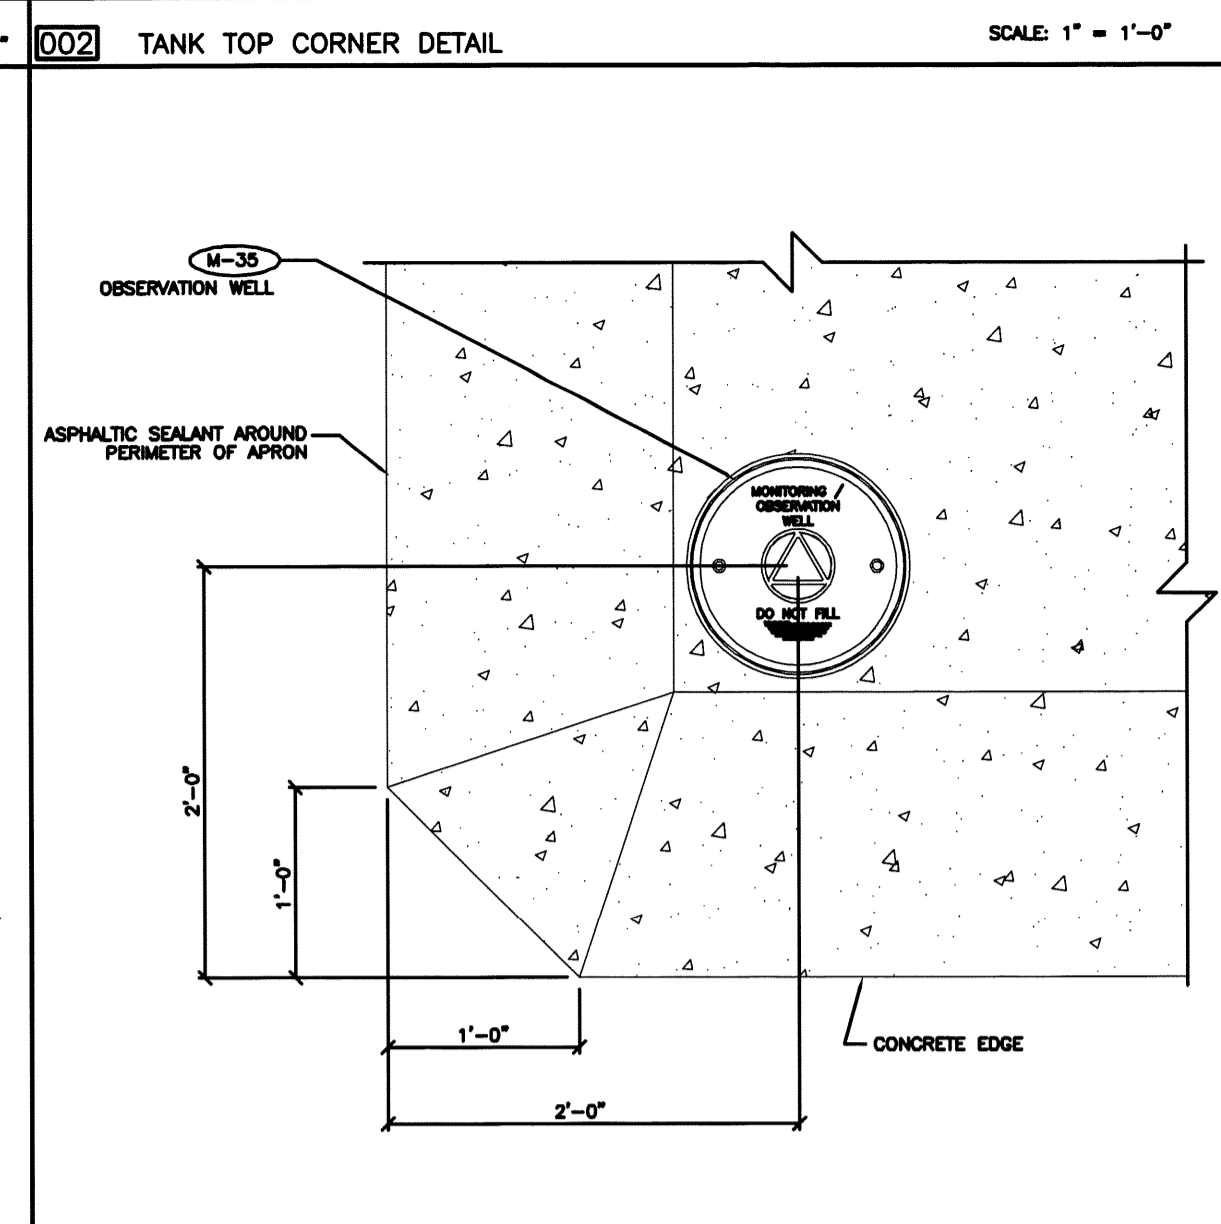 002 TANK TOP CORNER DETAIL
SCALE: 1" = 1'-0"
M-35
OBSERVATION WELL
ASPHALTIC SEALANT AROUND
PERIMETER OF APRON
MONITORING /
OBSERVATION
WELL
DO NOT FILL
2'-0"
1'-0"
1'-0"
2'-0"
CONCRETE EDGE